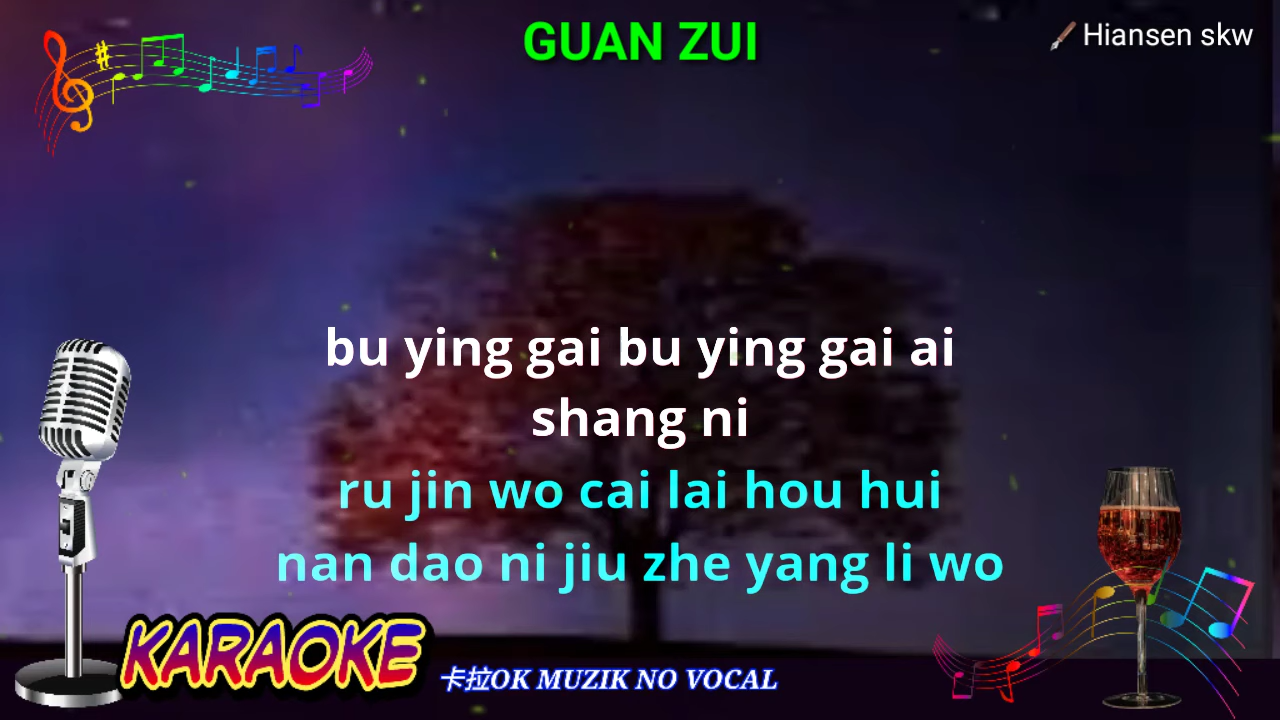 GUAN ZUI
Hiansen skw
bu ying gai bu ying gai ai
shang ni
ru jin wo cai lai hou hui
nan dao ni jiu zhe yang li wo
KARAOKE
卡拉OK MUZIK NO VOCAL